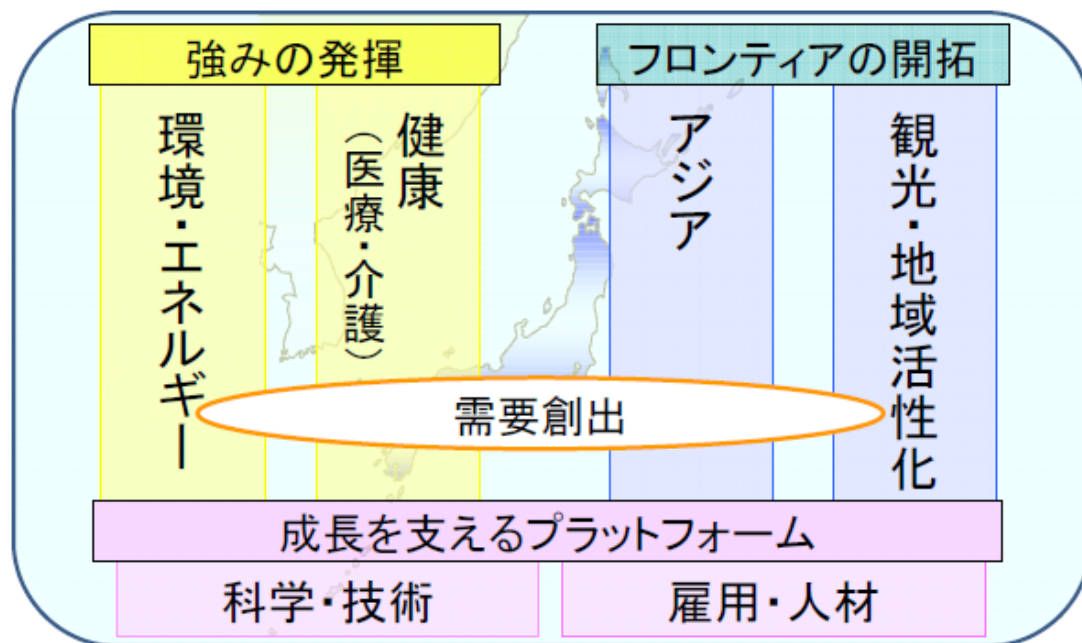 強みの発揮
フロンティアの開拓
環境・エネルギー
健康
（医療・介護）
アジア
観光・地域活性化
需要創出
成長を支えるプラットフォーム
科学・技術
雇用・人材